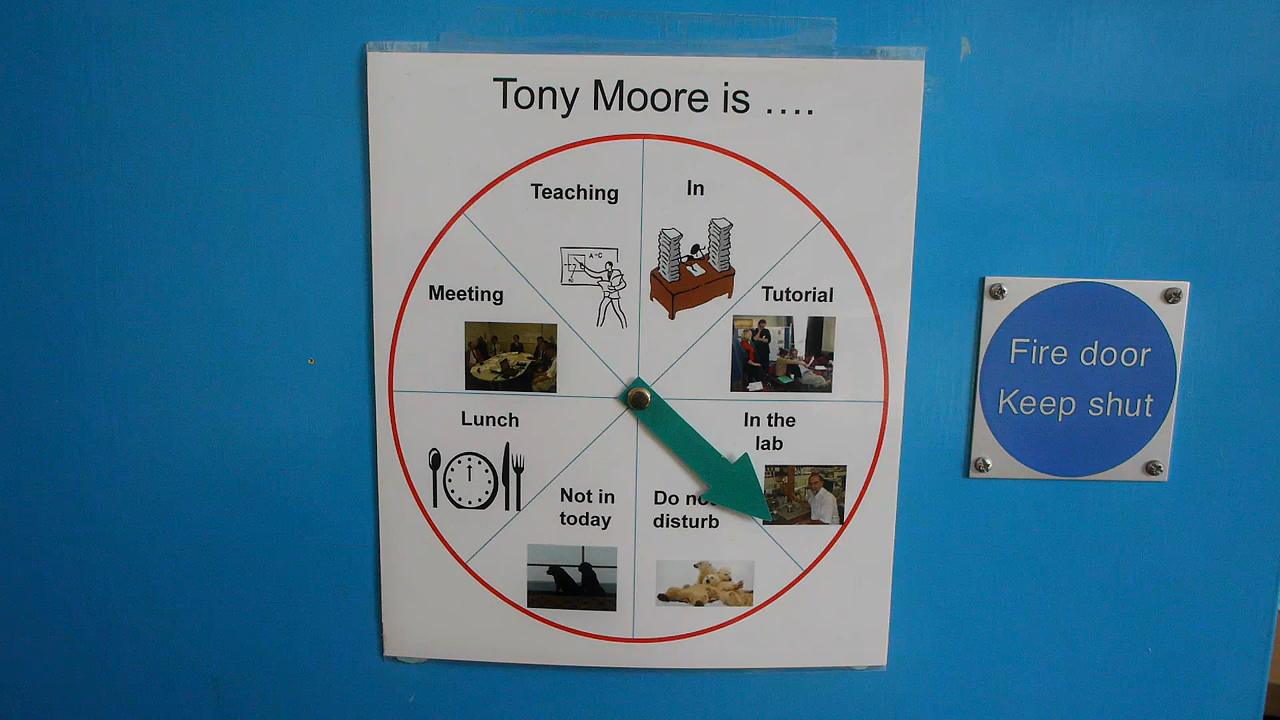 Tony Moore is ....
Teaching
In
Meeting
Tutorial
Lunch
In the
lab
Not in
today
Do not
disturb
Fire door
Keep shut